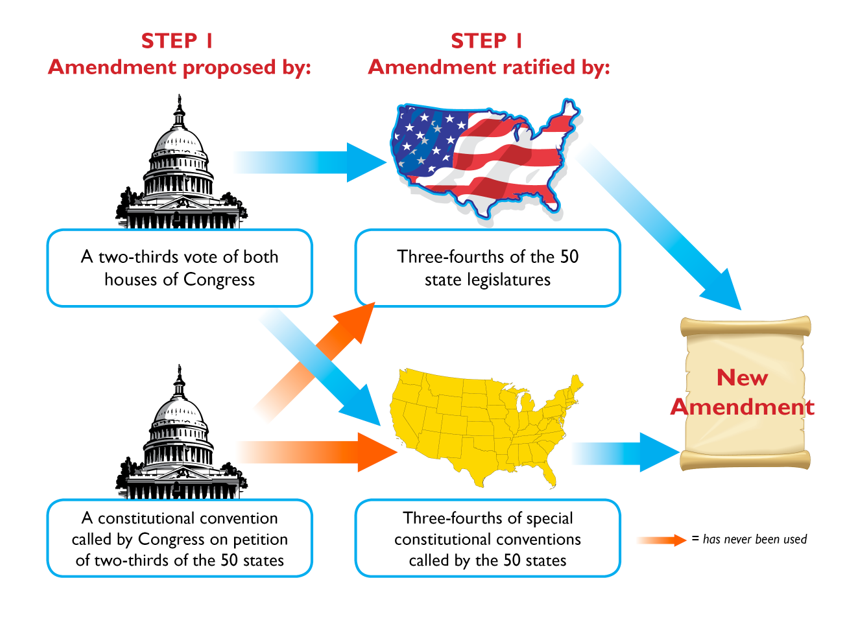 STEP 1
Amendment proposed by:
STEP 1
Amendment ratified by:
A two-thirds vote of both
houses of Congress
Three-fourths of the 50
state legislatures
New
Amendment
A constitutional convention
called by Congress on petition
of two-thirds of the 50 states
Three-fourths of special
constitutional conventions
called by the 50 states
= has never been used